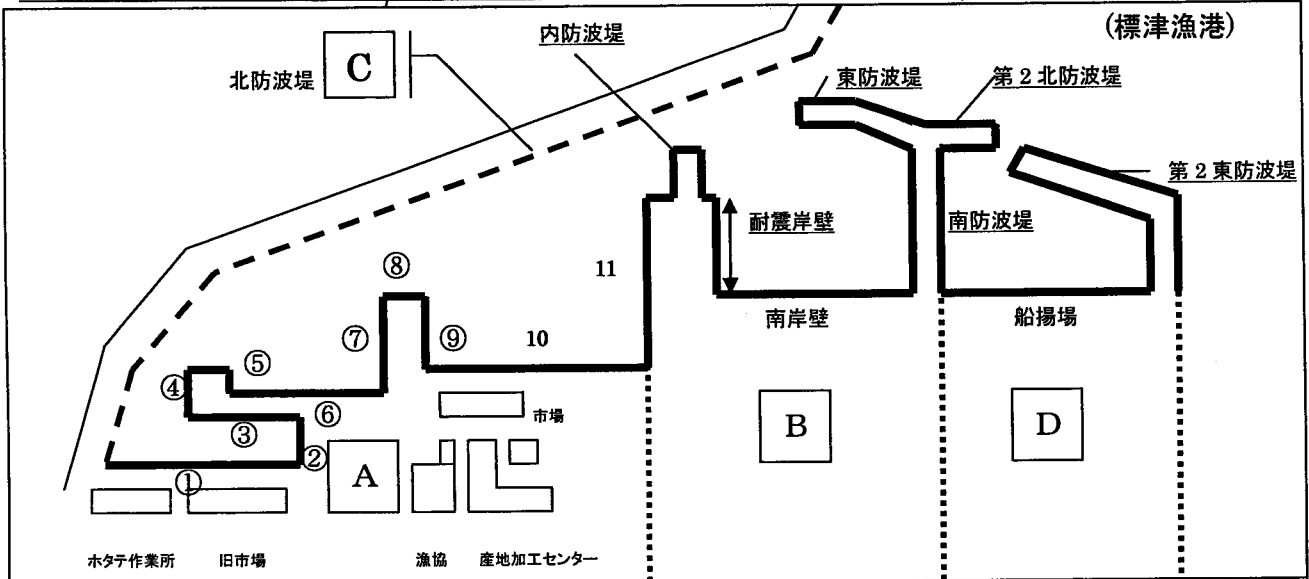 (標津漁港)
内防波堤
C
北防波堤
東防波堤
第2北防波堤
第2東防波堤
耐震岸壁
南防波堤
⑧
11
南岸壁
船揚場
⑦
⑨
10
⑤
④
⑥
市場
③
②
①
A
B
D
ホタテ作業所
旧市場
漁協
産地加工センター